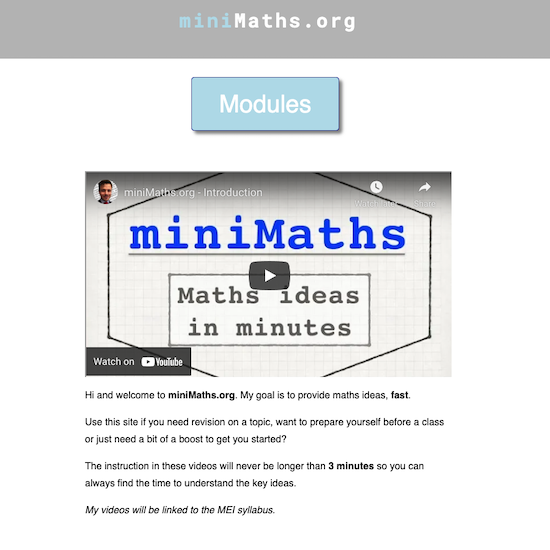 miniMaths.org
Modules
miniMaths.org - Introduction
Watch later
Share
miniMaths
Maths ideas
in minutes
Watch on YouTube
Hi and welcome to miniMaths.org. My goal is to provide maths ideas, fast.
Use this site if you need revision on a topic, want to prepare yourself before a class
or just need a bit of a boost to get you started?
The instruction in these videos will never be longer than 3 minutes so you can
always find the time to understand the key ideas.
My videos will be linked to the MEI syllabus.